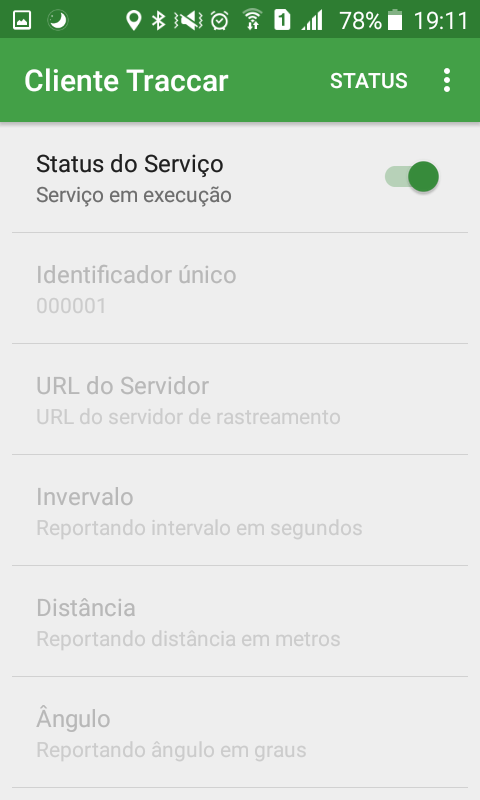 78% 19:11
Cliente Traccar STATUS
Status do Serviço
Serviço em execução
Identificador único
000001
URL do Servidor
URL do servidor de rastreamento
Invervalo
Reportando intervalo em segundos
Distância
Reportando distância em metros
Ângulo
Reportando ângulo em graus